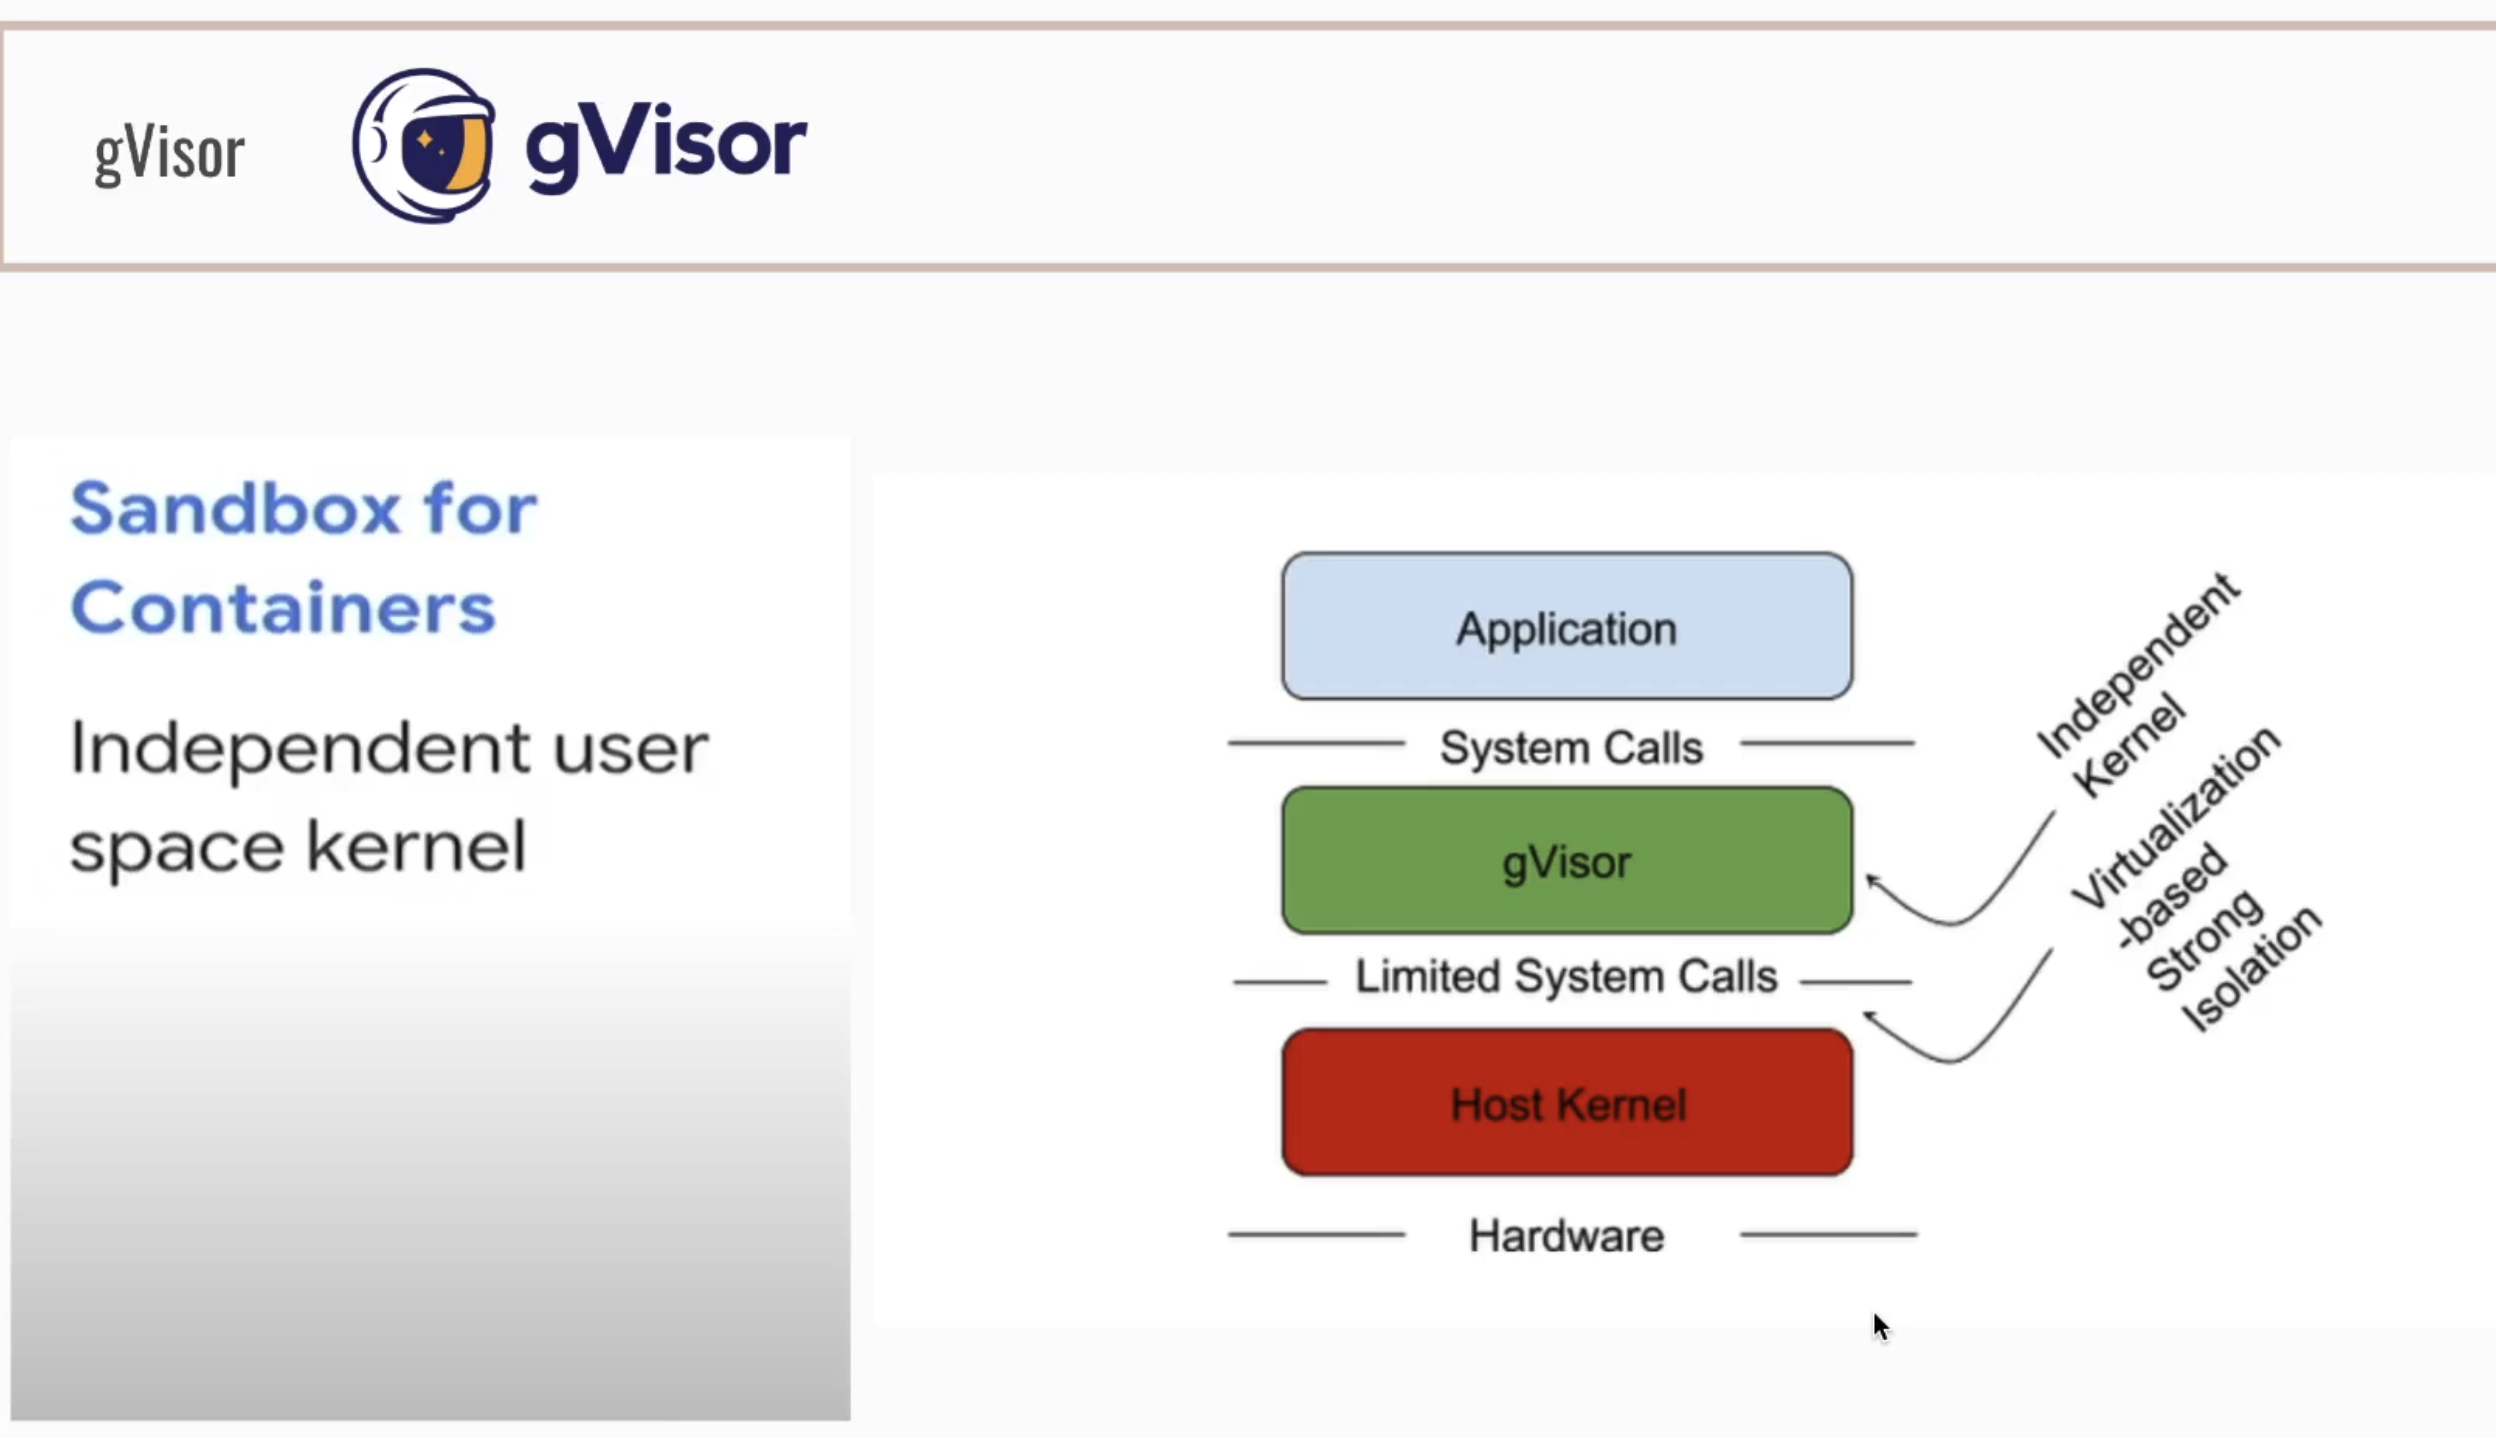 gVisor
gVisor
Sandbox for
Containers
Independent user
space kernel
Application
System Calls
gVisor
Limited System Calls
Host Kernel
Hardware
Independent
Kernel
Virtualization
-based
Strong
Isolation